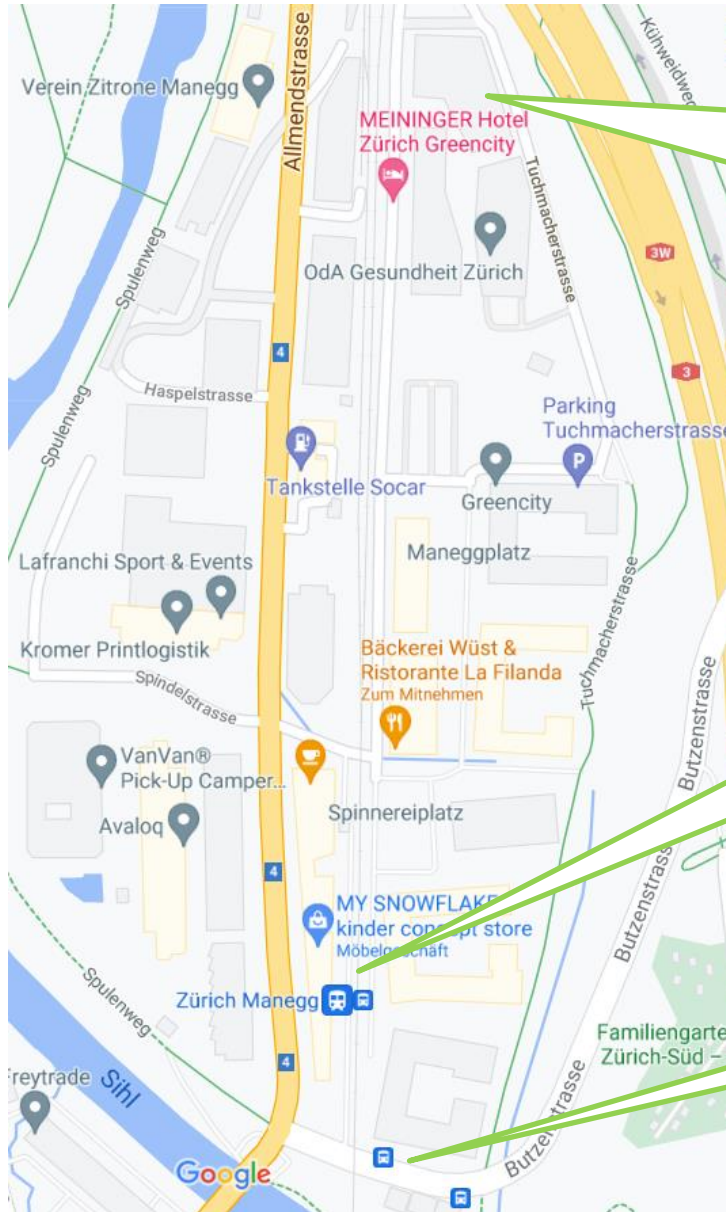 Kühweidweg
Verein Zitrone Manegg
Allmendstrasse
MEININGER Hotel
Zürich Greencity
Tuchmacherstrasse
3W
OdA Gesundheit Zürich
Spulenweg
4
3
Haspelstrasse
Parking
Tuchmacherstrasse
P
Spulenweg
Tankstelle Socar
Greencity
Maneggplatz
Lafranchi Sport & Events
Kromer Printlogistik
Tuchmacherstrasse
Bäckerei Wüst &
Ristorante La Filanda
Zum Mitnehmen
Spindelstrasse
Butzenstrasse
VanVan®
Pick-Up Camper...
Spinnereiplatz
Avaloq
4
Butzenstrasse
MY SNOWFLAKE
kinder concept store
Möbelgeschäft
Butzenstrasse
Spulenweg
Zürich Manegg
Familiengarte
Zürich-Süd –
4
Freytrade
Sihl
Butzenstrasse
Google